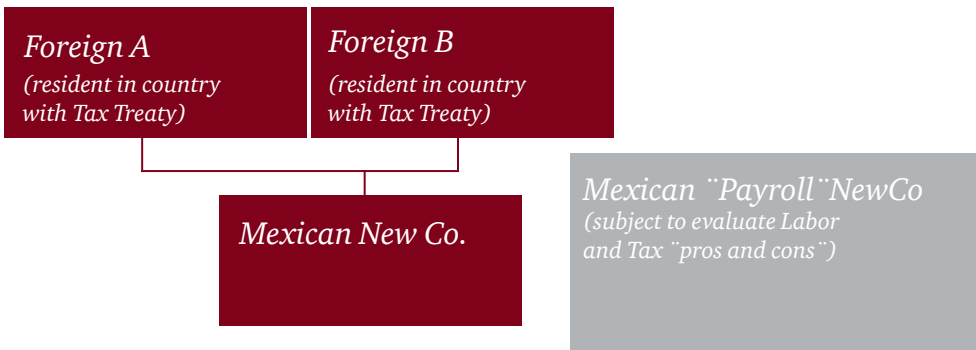 Foreign A
(resident in country
with Tax Treaty)
Foreign B
(resident in country
with Tax Treaty)
Mexican New Co.
Mexican ¨Payroll¨NewCo
(subject to evaluate Labor
and Tax ¨pros and cons¨)